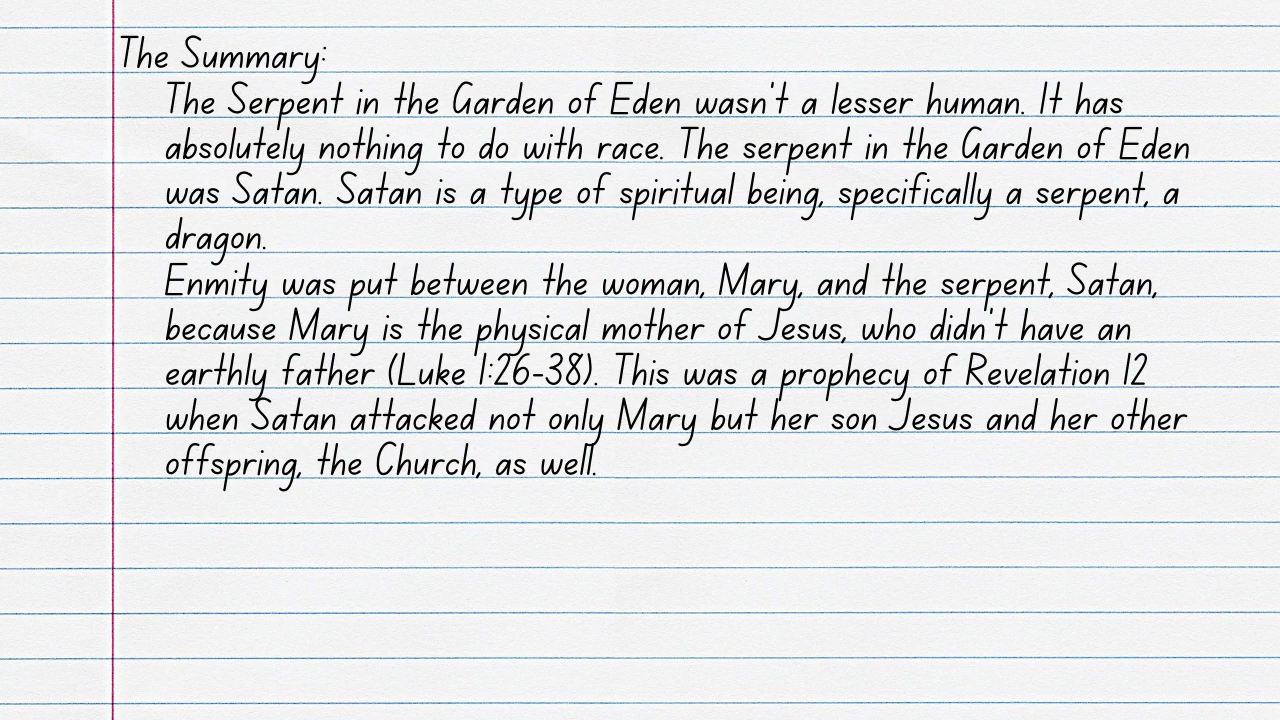 The Summary:
The Serpent in the Garden of Eden wasn't a lesser human. It has
absolutely nothing to do with race. The serpent in the Garden of Eden
was Satan. Satan is a type of spiritual being, specifically a serpent, a
dragon.
Enmity was put between the woman, Mary, and the serpent, Satan,
because Mary is the physical mother of Jesus, who didn't have an
earthly father (Luke 1:26-38). This was a prophecy of Revelation 12
when Satan attacked not only Mary but her son Jesus and her other
offspring, the Church, as well.